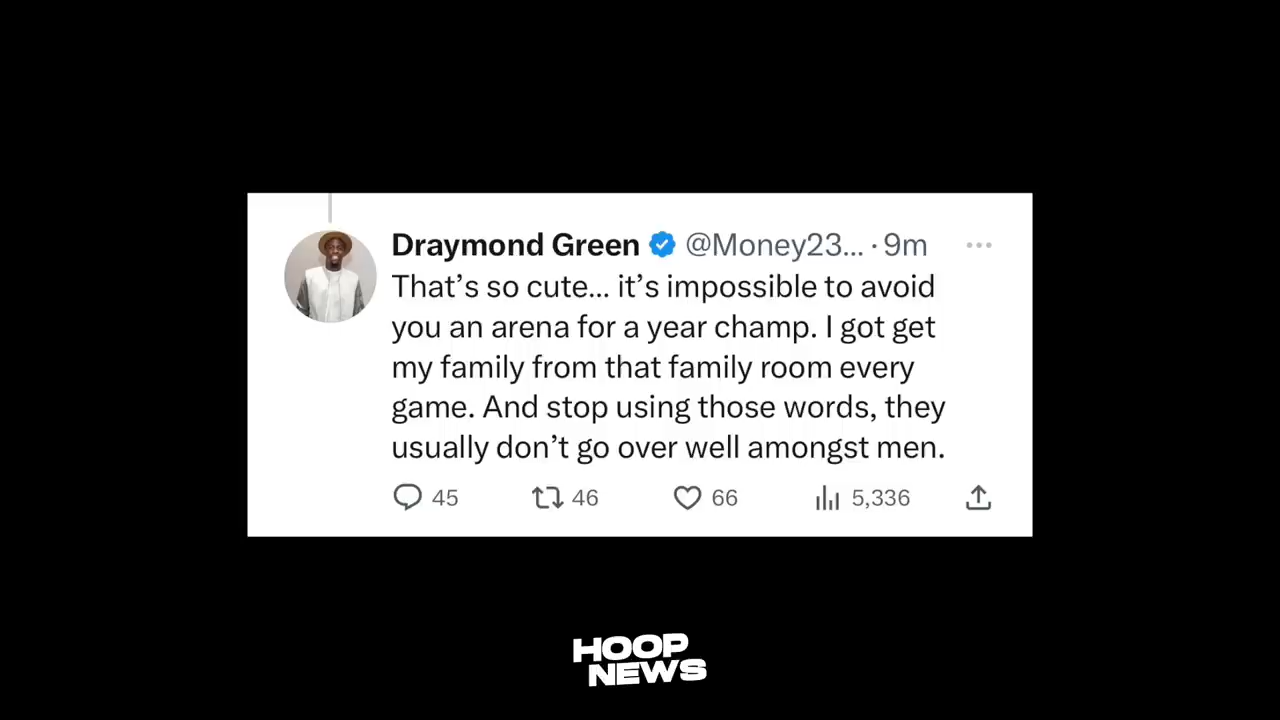 Draymond Green @Money23... · 9m
That’s so cute... it’s impossible to avoid
you an arena for a year champ. I got get
my family from that family room every
game. And stop using those words, they
usually don’t go over well amongst men.
45 46 66 5,336
HOOP
NEWS